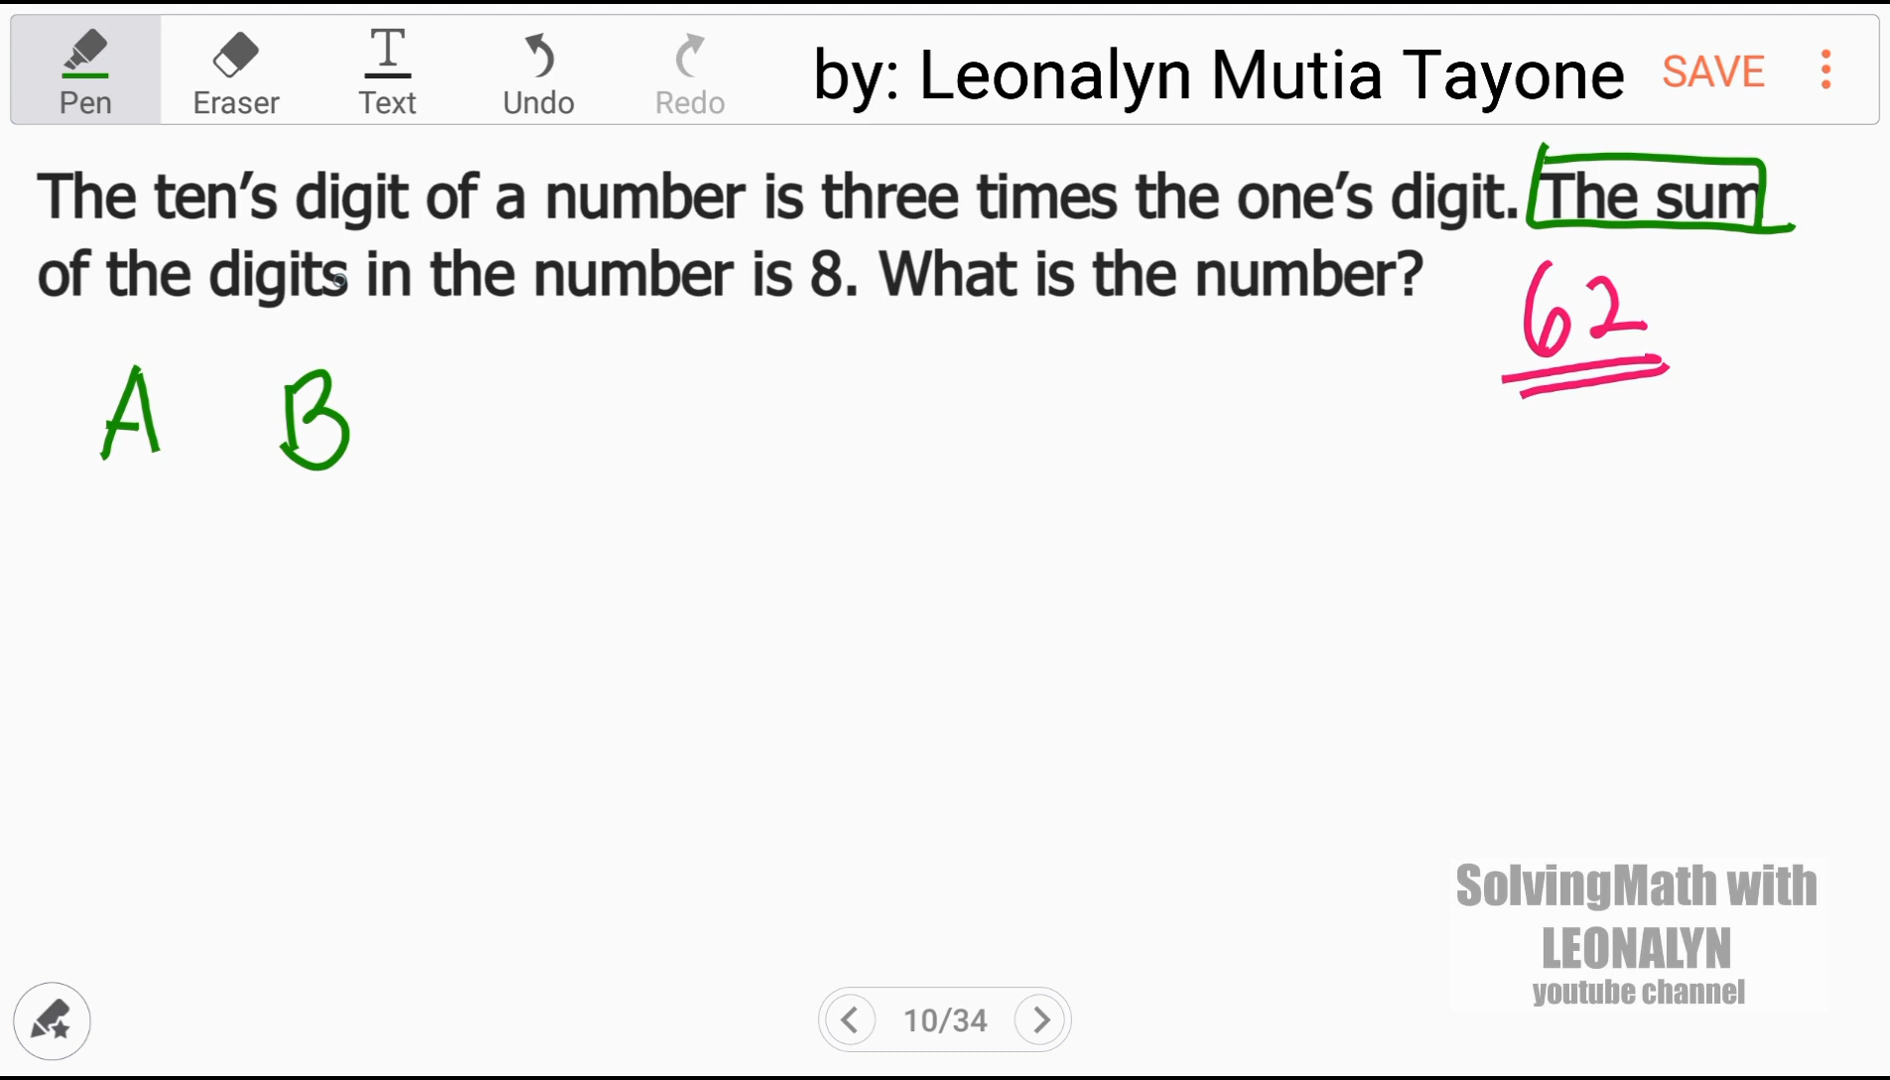 Pen
Eraser
Text
Undo
Redo
by: Leonalyn Mutia Tayone
SAVE
The ten’s digit of a number is three times the one’s digit. The sum
of the digits in the number is 8. What is the number?
62
A B
SolvingMath with
LEONALYN
youtube channel
10/34